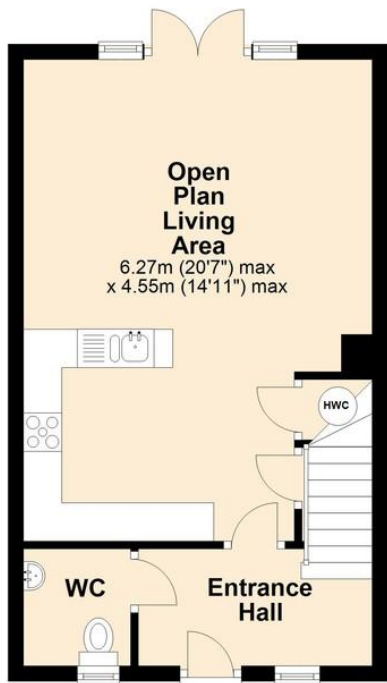 Open
Plan
Living
Area
6.27m (20'7") max
x 4.55m (14'11") max
HWC
WC
Entrance
Hall